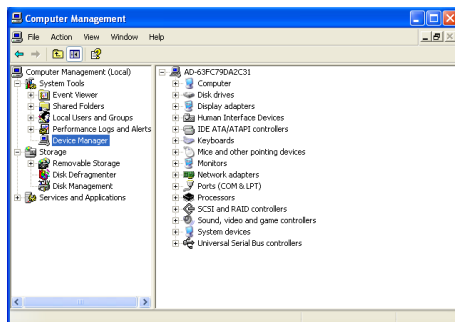 Computer Management
File Action View Window Help
Computer Management (Local)
System Tools
Event Viewer
Shared Folders
Local Users and Groups
Performance Logs and Alerts
Device Manager
Storage
Removable Storage
Disk Defragmenter
Disk Management
Services and Applications
AD-63FC79DA2C31
Computer
Disk drives
Display adapters
Human Interface Devices
IDE ATA/ATAPI controllers
Keyboards
Mice and other pointing devices
Monitors
Network adapters
Ports (COM & LPT)
Processors
SCSI and RAID controllers
Sound, video and game controllers
System devices
Universal Serial Bus controllers